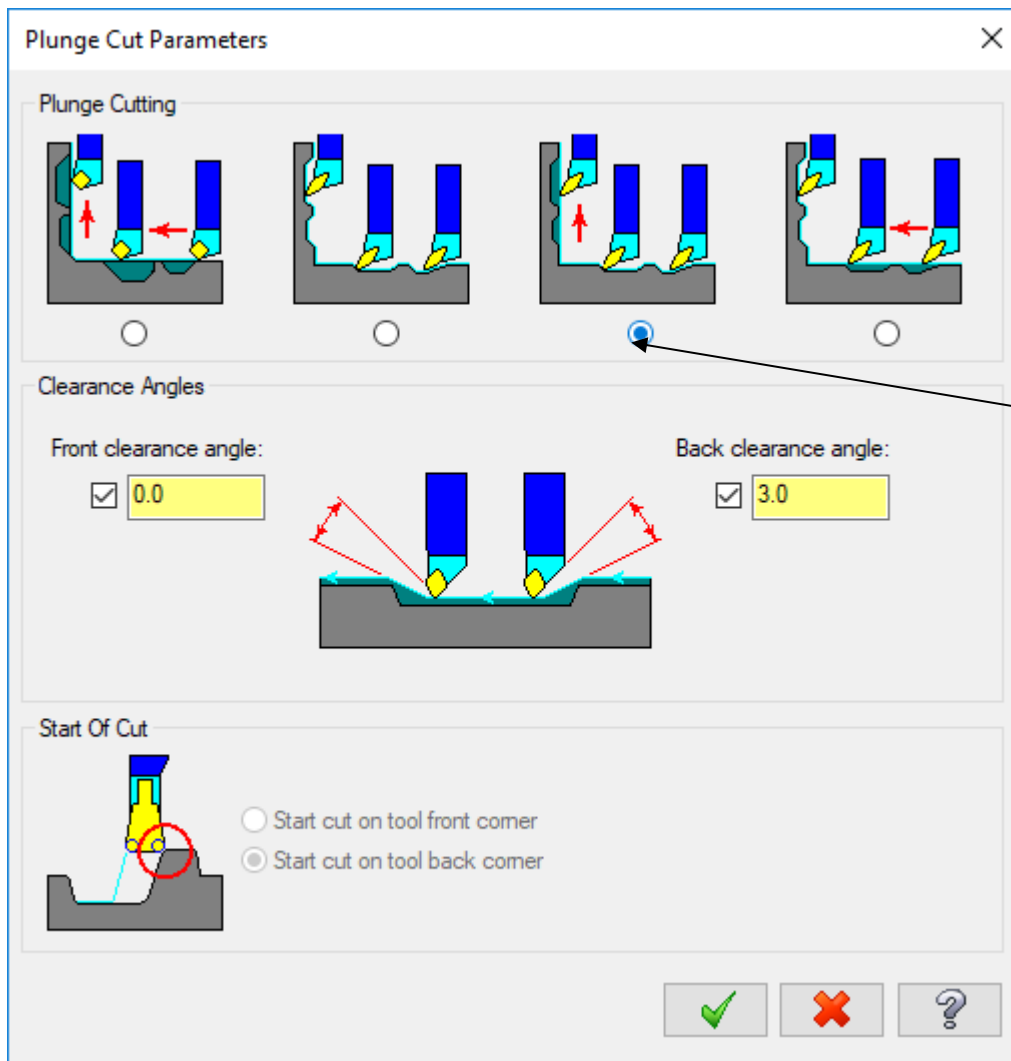 Plunge Cut Parameters
Plunge Cutting
Clearance Angles
Front clearance angle:
0.0
Back clearance angle:
3.0
Start Of Cut
Start cut on tool front corner
Start cut on tool back corner